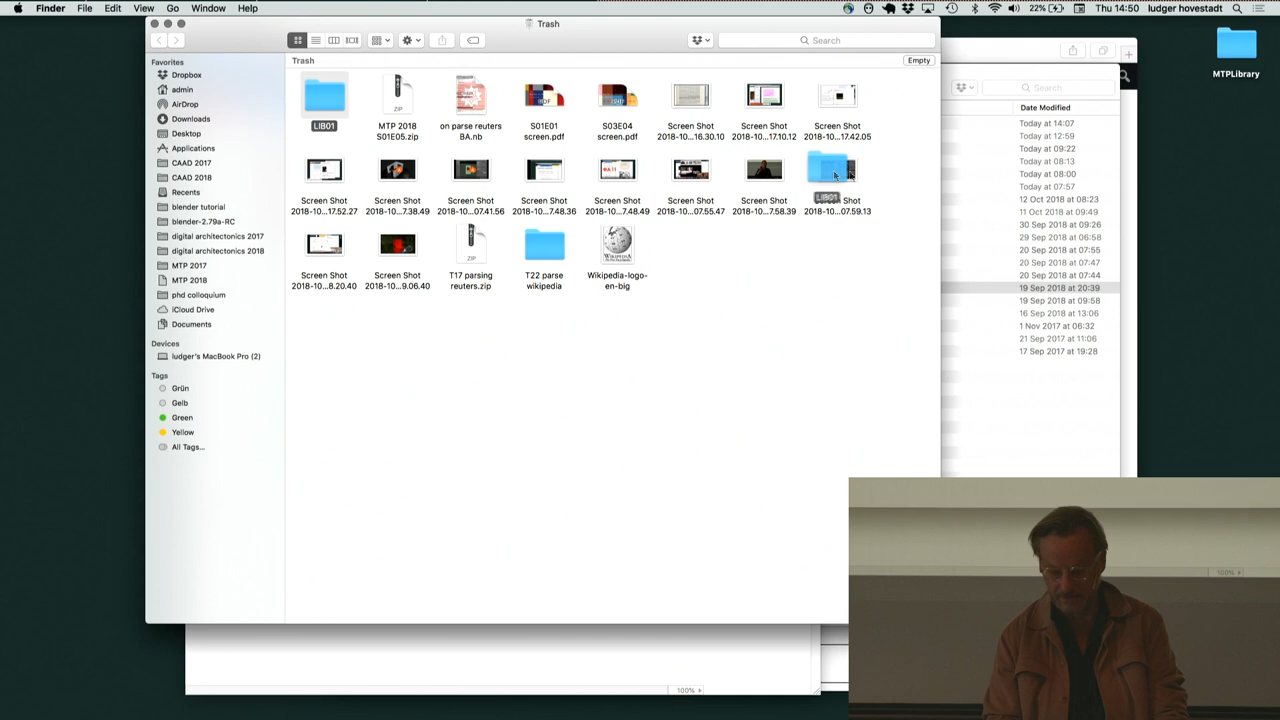 Finder File Edit View Go Window Help 22% Thu 14:50 ludger hovestadt
Trash
Search
Trash Empty
Favorites
Dropbox
admin
AirDrop
Downloads
Desktop
Applications
CAAD 2017
CAAD 2018
Recents
blender tutorial
blender-2.79a-RC
digital architectonics 2017
digital architectonics 2018
MTP 2017
MTP 2018
phd colloquium
iCloud Drive
Documents
Devices
ludger's MacBook Pro (2)
Tags
Grün
Gelb
Green
Yellow
All Tags...
ZIP
PDF
PDF
LIB01
MTP 2018
S01E05.zip
on parse reuters
BA.nb
S01E01
screen.pdf
S03E04
screen.pdf
Screen Shot
2018-10...16.30.10
Screen Shot
2018-10...17.10.12
Screen Shot
2018-10...17.42.05
Screen Shot
2018-10...17.52.27
Screen Shot
2018-10...7.38.49
Screen Shot
2018-10...07.41.56
Screen Shot
2018-10...7.48.36
Screen Shot
2018-10...7.48.49
Screen Shot
2018-10...07.55.47
Screen Shot
2018-10...7.58.39
LIB01
Shot
2018-10...07.59.13
Screen Shot
2018-10...8.20.40
Screen Shot
2018-10...9.06.40
ZIP
T17 parsing
reuters.zip
T22 parse
wikipedia
Wikipedia-logo-
en-big
Search
Date Modified
Today at 14:07
Today at 12:59
Today at 09:22
Today at 08:13
Today at 08:00
Today at 07:57
12 Oct 2018 at 08:23
11 Oct 2018 at 09:49
30 Sep 2018 at 09:26
29 Sep 2018 at 06:58
20 Sep 2018 at 07:55
20 Sep 2018 at 07:47
20 Sep 2018 at 07:44
19 Sep 2018 at 20:39
19 Sep 2018 at 09:58
16 Sep 2018 at 13:06
1 Nov 2017 at 06:32
21 Sep 2017 at 11:06
17 Sep 2017 at 19:28
MTPLibrary
100%
100%